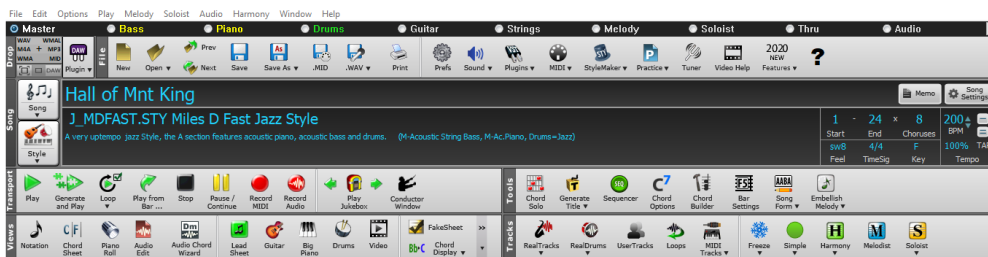 File Edit Options Play Melody Soloist Audio Harmony Window Help
Master Bass Piano Drums Guitar Strings Melody Soloist Thru Audio
Drop
WAV WMAL
M4A + MP3
WMA MID
DAW
DAW
Plugin
File
New
Open
Prev
Next
Save
As
Save As
.MID
.WAV
Print
Prefs
Sound
Plugins
MIDI
StyleMaker
P
Practice
Tuner
Video Help
2020
NEW
Features
?
Song
Song
Style
Hall of Mnt King
Memo
Song
Settings
J_MDFAST.STY Miles D Fast Jazz Style
A very uptempo jazz Style, the A section features acoustic piano, acoustic bass and drums. (M-Acoustic String Bass, M-Ac.Piano, Drums=Jazz)
1 - 24 x 8 200
Start End Choruses BPM
sw8 4/4 F 100% TAP
Feel TimeSig Key Tempo
Transport
Play
Generate
and Play
Loop
Play from
Bar ...
Stop
Pause /
Continue
Record
MIDI
Record
Audio
Play
Jukebox
Conductor
Window
Tools
Chord
Solo
Generate
Title
SEQ
Sequencer
C7
Chord
Options
Chord
Builder
Bar
Settings
AABA
Song
Form
Embellish
Melody
Views
Notation
C|F|
Chord
Sheet
Piano
Roll
Audio
Edit
Dm
Audio Chord
Wizard
Lead
Sheet
Guitar
Big
Piano
Drums
Video
FakeSheet
»
Bb·C Chord
Display
Tracks
RealTracks
RealDrums
UserTracks
Loops
MIDI
Tracks
Freeze
Simple
H
Harmony
M
Melodist
S
Soloist